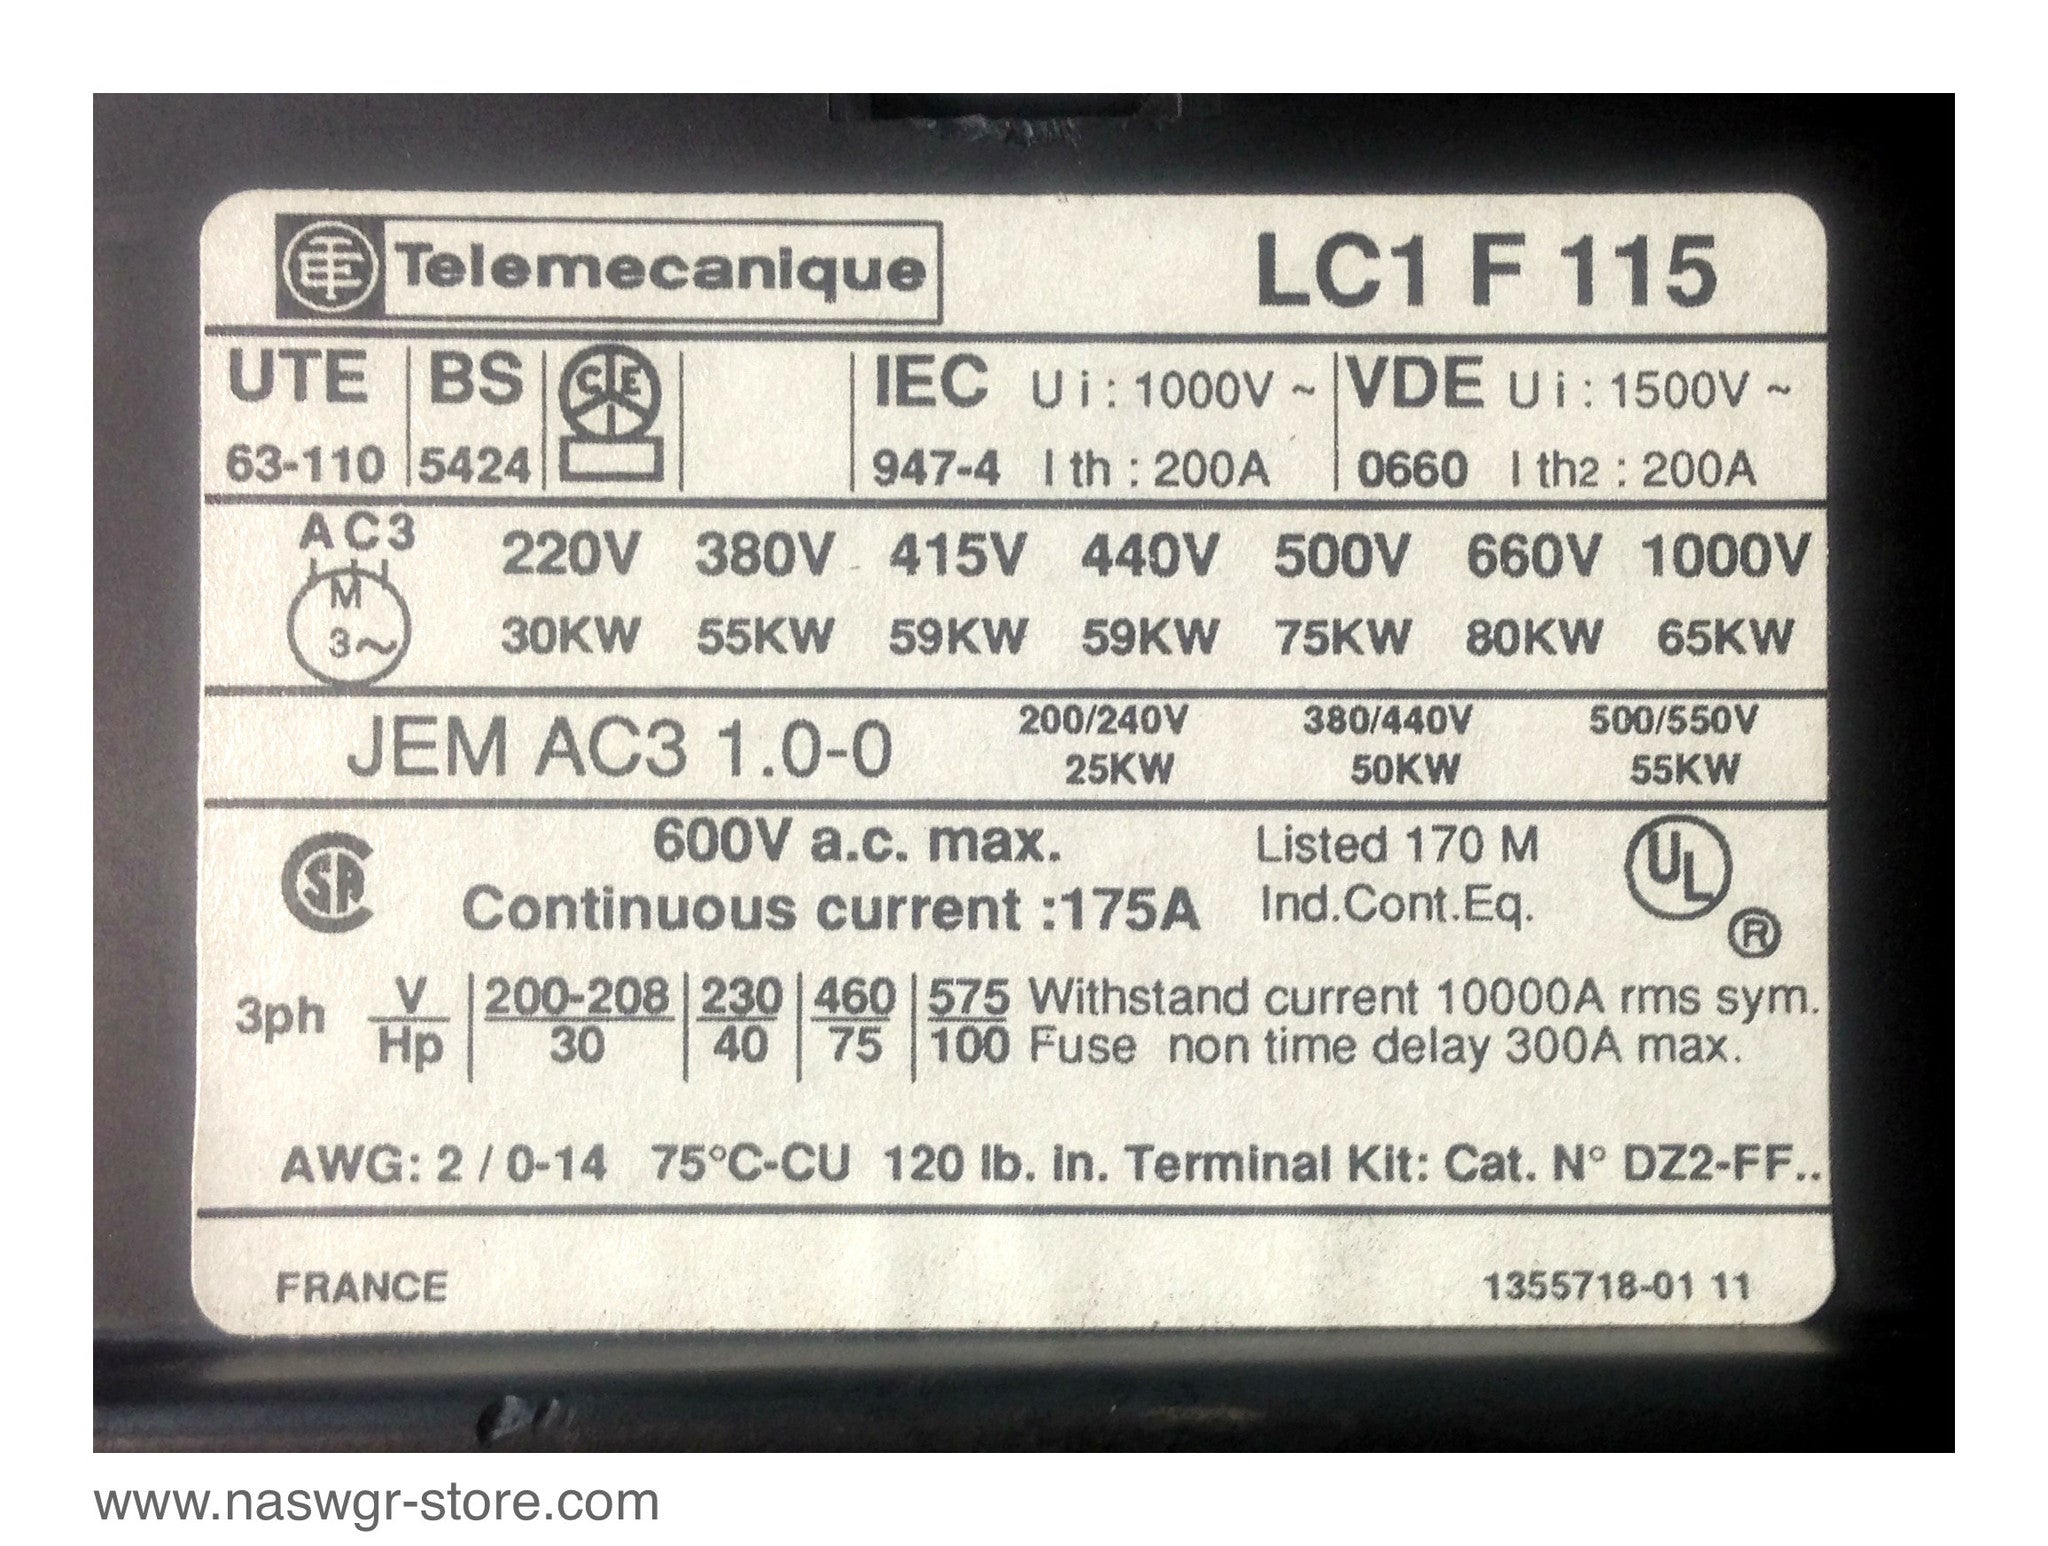 Telemecanique LC1 F 115
UTE BS CIE IEC Ui : 1000V ~ VDE Ui : 1500V ~
63-110 5424 947-4 I th : 200A 0660 I th2 : 200A
AC3 220V 380V 415V 440V 500V 660V 1000V
M
3~ 30KW 55KW 59KW 59KW 75KW 80KW 65KW
JEM AC3 1.0-0 200/240V 380/440V 500/550V
25KW 50KW 55KW
SA 600V a.c. max. Listed 170 M UL
Continuous current :175A Ind.Cont.Eq. ®
3ph V 200-208 230 460 575 Withstand current 10000A rms sym.
Hp 30 40 75 100 Fuse non time delay 300A max.
AWG: 2 / 0-14 75°C-CU 120 lb. in. Terminal Kit: Cat. N° DZ2-FF..
FRANCE 1355718-01 11
www.naswgr-store.com